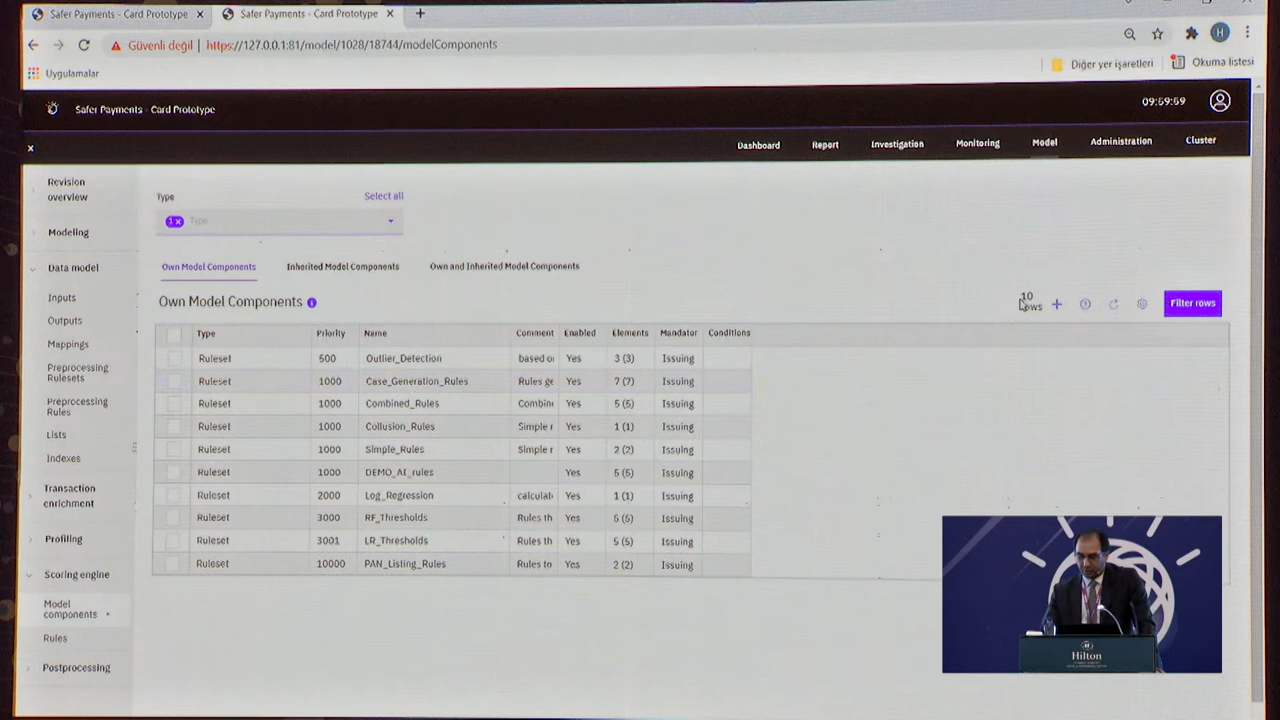 Safer Payments - Card Prototype
Safer Payments - Card Prototype
Güvenli değil | https://127.0.0.1:81/model/1028/18744/modelComponents
H
Uygulamalar
Diğer yer işaretleri
Okuma listesi
Safer Payments - Card Prototype
09:59:59
Dashboard Report Investigation Monitoring Model Administration Cluster
Revision
overview
Modeling
Data model
Inputs
Outputs
Mappings
Preprocessing
Rulesets
Preprocessing
Rules
Lists
Indexes
Transaction
enrichment
Profiling
Scoring engine
Model
components
Rules
Postprocessing
Type Select all
1 x Type
Own Model Components Inherited Model Components Own and Inherited Model Components
Own Model Components
10
rows
Filter rows
Type Priority Name Comment Enabled Elements Mandator Conditions
Ruleset 500 Outlier_Detection based o Yes 3 (3) Issuing
Ruleset 1000 Case_Generation_Rules Rules ge Yes 7 (7) Issuing
Ruleset 1000 Combined_Rules Combin Yes 5 (5) Issuing
Ruleset 1000 Collusion_Rules Simple r Yes 1 (1) Issuing
Ruleset 1000 Simple_Rules Simple r Yes 2 (2) Issuing
Ruleset 1000 DEMO_AI_rules Yes 5 (5) Issuing
Ruleset 2000 Log_Regression calculat Yes 1 (1) Issuing
Ruleset 3000 RF_Thresholds Rules th Yes 5 (5) Issuing
Ruleset 3001 LR_Thresholds Rules th Yes 5 (5) Issuing
Ruleset 10000 PAN_Listing_Rules Rules to Yes 2 (2) Issuing
Hilton